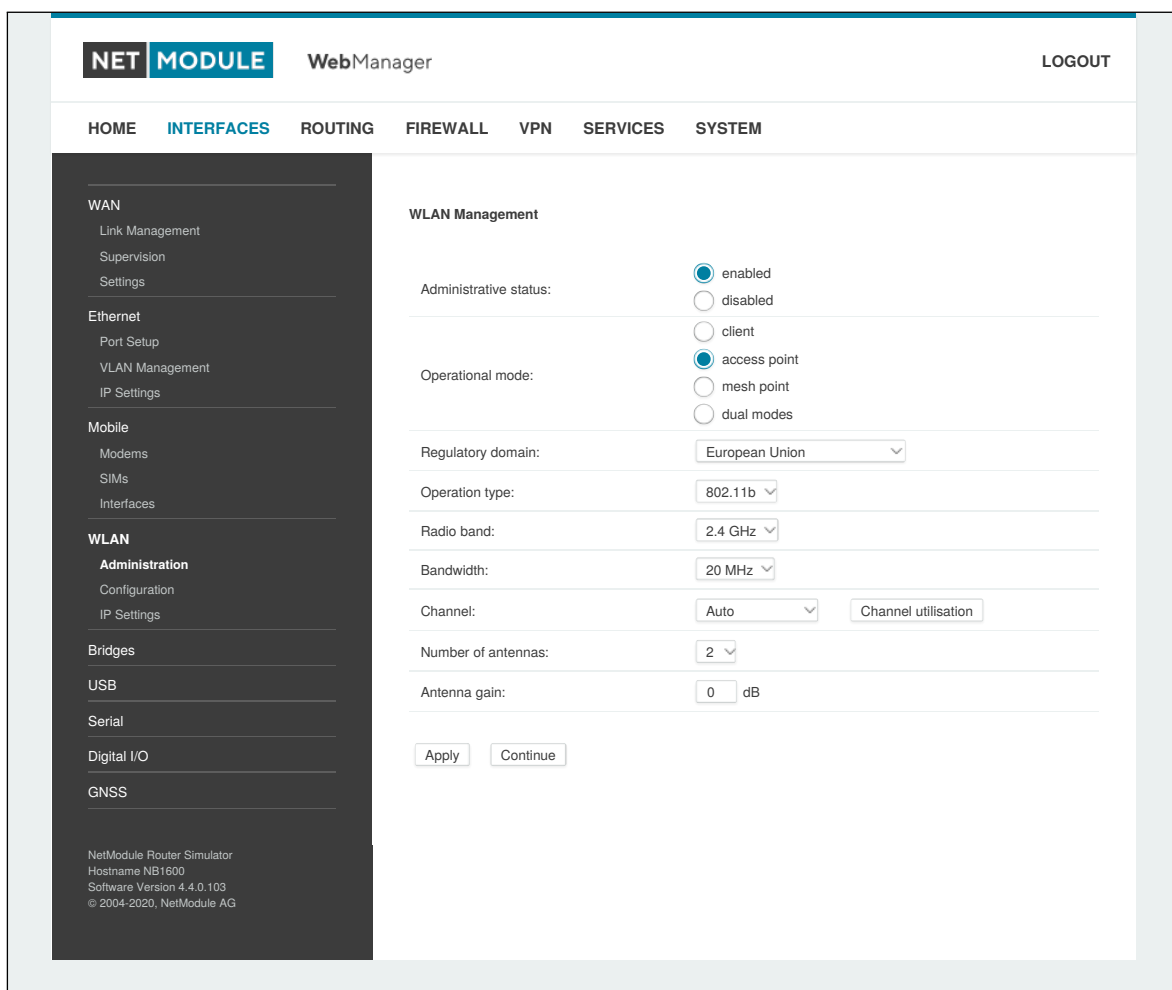 NET MODULE WebManager LOGOUT
HOME INTERFACES ROUTING FIREWALL VPN SERVICES SYSTEM
WAN
Link Management
Supervision
Settings
Ethernet
Port Setup
VLAN Management
IP Settings
Mobile
Modems
SIMs
Interfaces
WLAN
Administration
Configuration
IP Settings
Bridges
USB
Serial
Digital I/O
GNSS
NetModule Router Simulator
Hostname NB1600
Software Version 4.4.0.103
© 2004-2020, NetModule AG
WLAN Management
Administrative status:
enabled
disabled
Operational mode:
client
access point
mesh point
dual modes
Regulatory domain: European Union
Operation type: 802.11b
Radio band: 2.4 GHz
Bandwidth: 20 MHz
Channel: Auto Channel utilisation
Number of antennas: 2
Antenna gain: 0 dB
Apply Continue